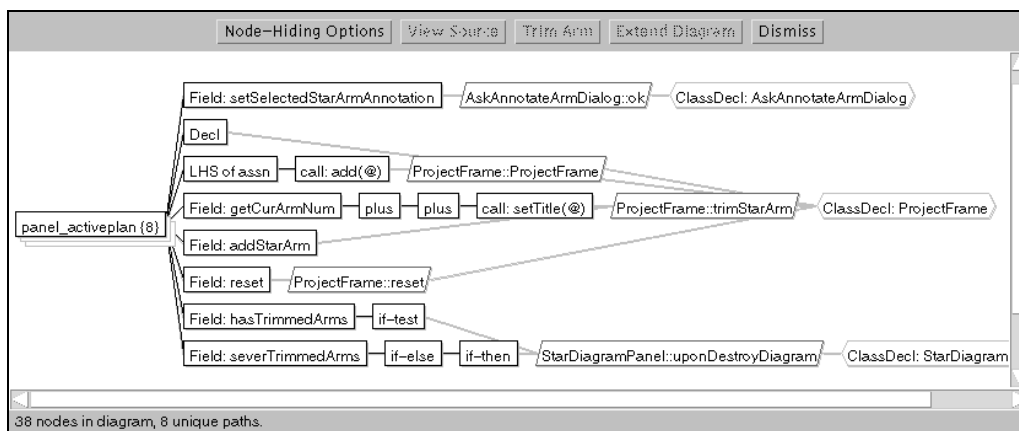 Node-Hiding Options View Source Trim Arm Extend Diagram Dismiss
Field: setSelectedStarArmAnnotation AskAnnotateArmDialog::ok ClassDecl: AskAnnotateArmDialog
Decl
LHS of assn call: add(@) ProjectFrame::ProjectFrame
Field: getCurArmNum plus plus call: setTitle(@) ProjectFrame::trimStarArm ClassDecl: ProjectFrame
panel_activeplan {8}
Field: addStarArm
Field: reset ProjectFrame::reset
Field: hasTrimmedArms if-test
Field: severTrimmedArms if-else if-then StarDiagramPanel::uponDestroyDiagram ClassDecl: StarDiagram
38 nodes in diagram, 8 unique paths.